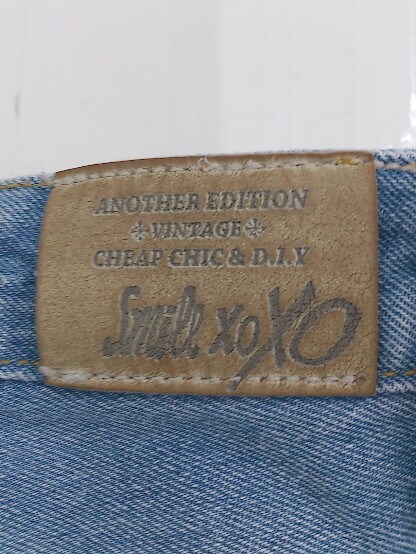 ANOTHER EDITION
VINTAGE
CHEAP CHIC & D.I.Y
Smile xoXO